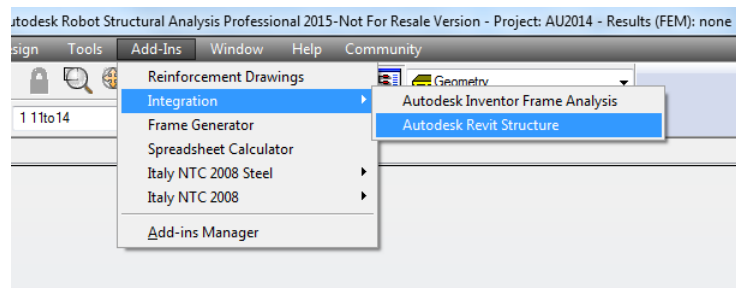 utodesk Robot Structural Analysis Professional 2015-Not For Resale Version - Project: AU2014 - Results (FEM): none
sign Tools Add-Ins Window Help Community
Reinforcement Drawings
Geometry
Integration
Autodesk Inventor Frame Analysis
1 11to14
Frame Generator
Autodesk Revit Structure
Spreadsheet Calculator
Italy NTC 2008 Steel
Italy NTC 2008
Add-ins Manager